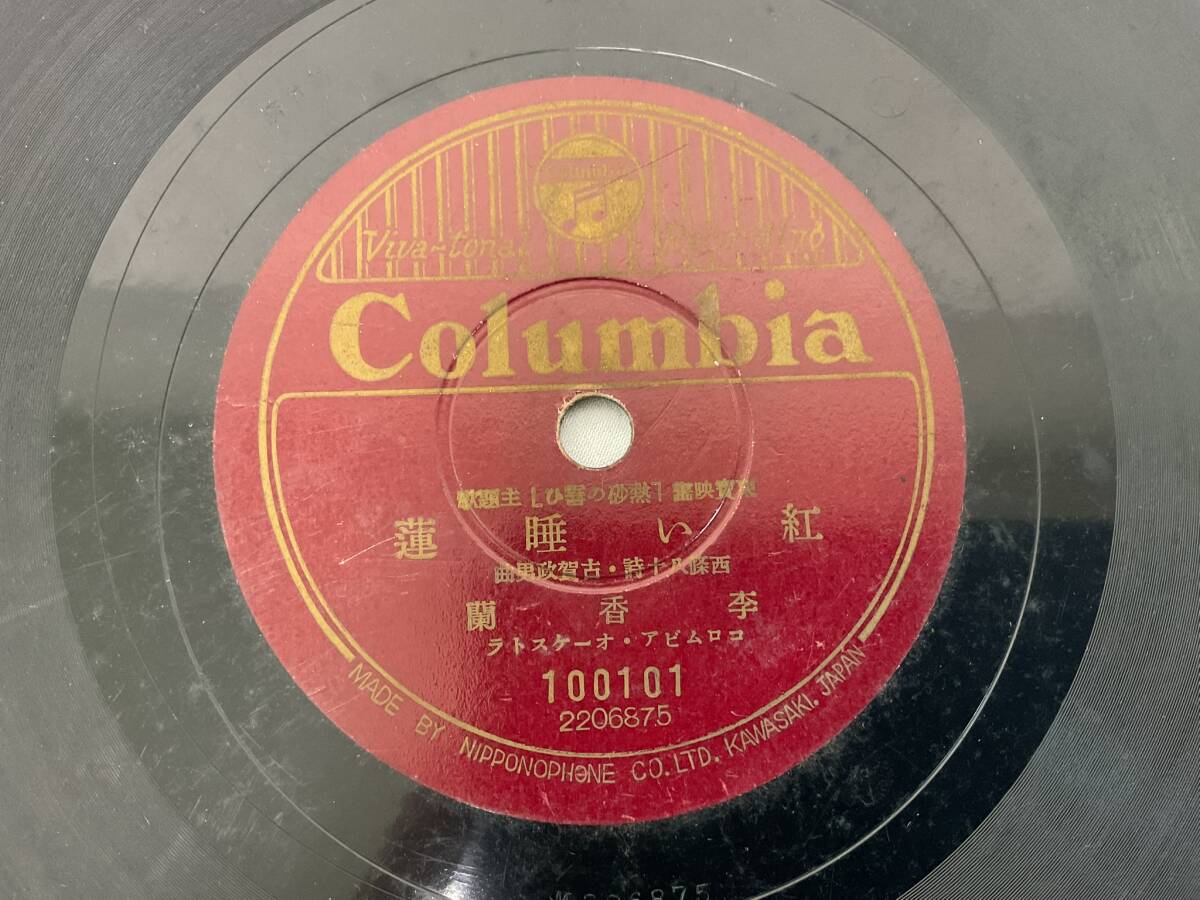 Viva-tonal Recording
Columbia
東寶映畫「熱砂の誓ひ」主題歌
紅い睡蓮
西條八十詩・古賀政男曲
李香蘭
コロムビア・オーケストラ
100101
2206875
MADE BY NIPPONOPHONE CO. LTD. KAWASAKI, JAPAN
M206875